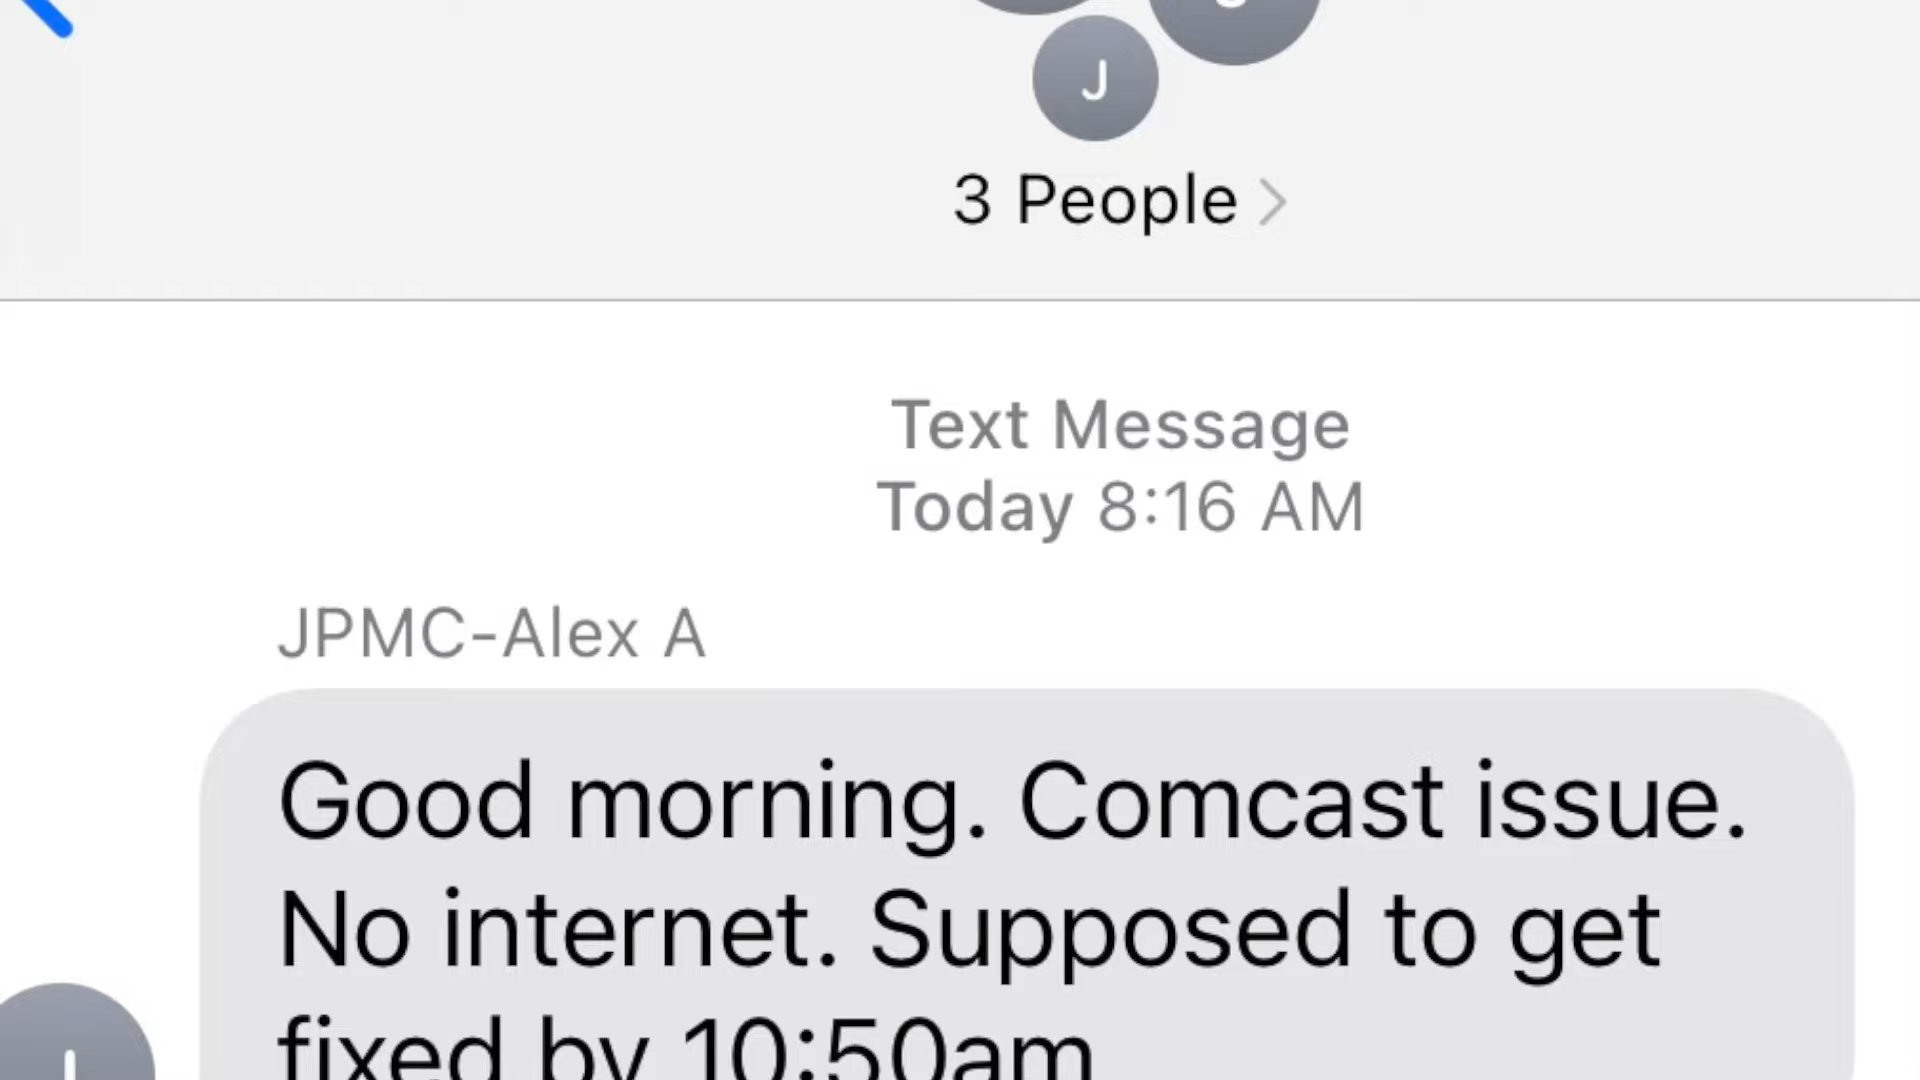 J
3 People
Text Message
Today 8:16 AM
JPMC-Alex A
Good morning. Comcast issue.
No internet. Supposed to get
fixed by 10:50am